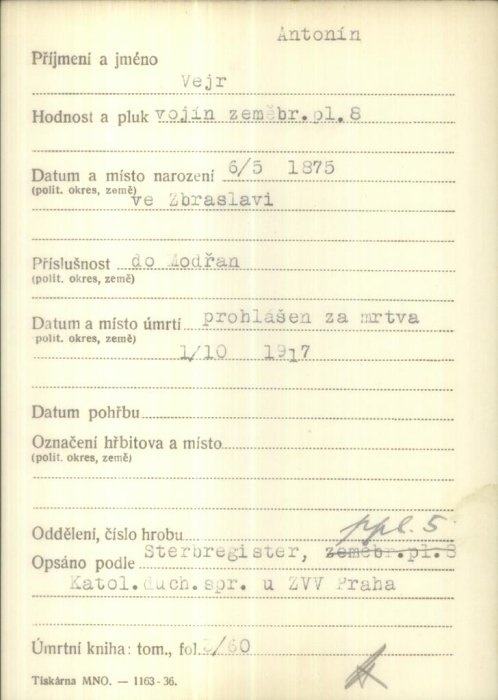 Antonín
Příjmení a jméno
Vejr
Hodnost a pluk vojín zeměbr.pl.8
Datum a místo narození 6/5 1875
(polit. okres, země)
ve Zbraslavi
Příslušnost do Modřan
(polit. okres, země)
Datum a místo úmrtí prohlášen za mrtva
polit. okres, země)
1/10 1917
Datum pohřbu
Označení hřbitova a místo
(polit. okres, země)
Oddělení, číslo hrobu ppl. 5
Opsáno podle Sterbregister, zeměbr.pl.8
Katol.duch.spr. u ZVV Praha
Úmrtní kniha: tom., fol. /60
Tiskárna MNO. — 1163-36.